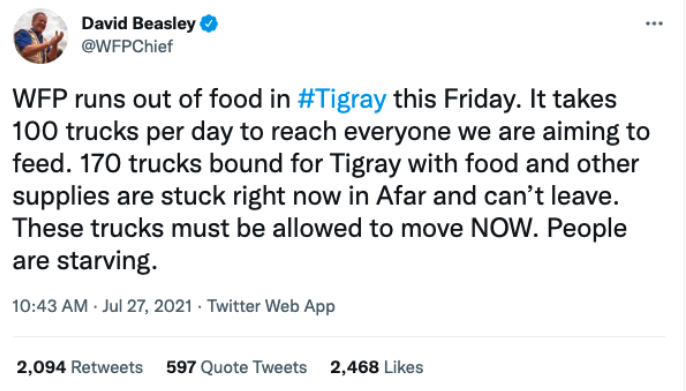 David Beasley
@WFPChief
WFP runs out of food in #Tigray this Friday. It takes
100 trucks per day to reach everyone we are aiming to
feed. 170 trucks bound for Tigray with food and other
supplies are stuck right now in Afar and can’t leave.
These trucks must be allowed to move NOW. People
are starving.
10:43 AM · Jul 27, 2021 · Twitter Web App
2,094 Retweets 597 Quote Tweets 2,468 Likes